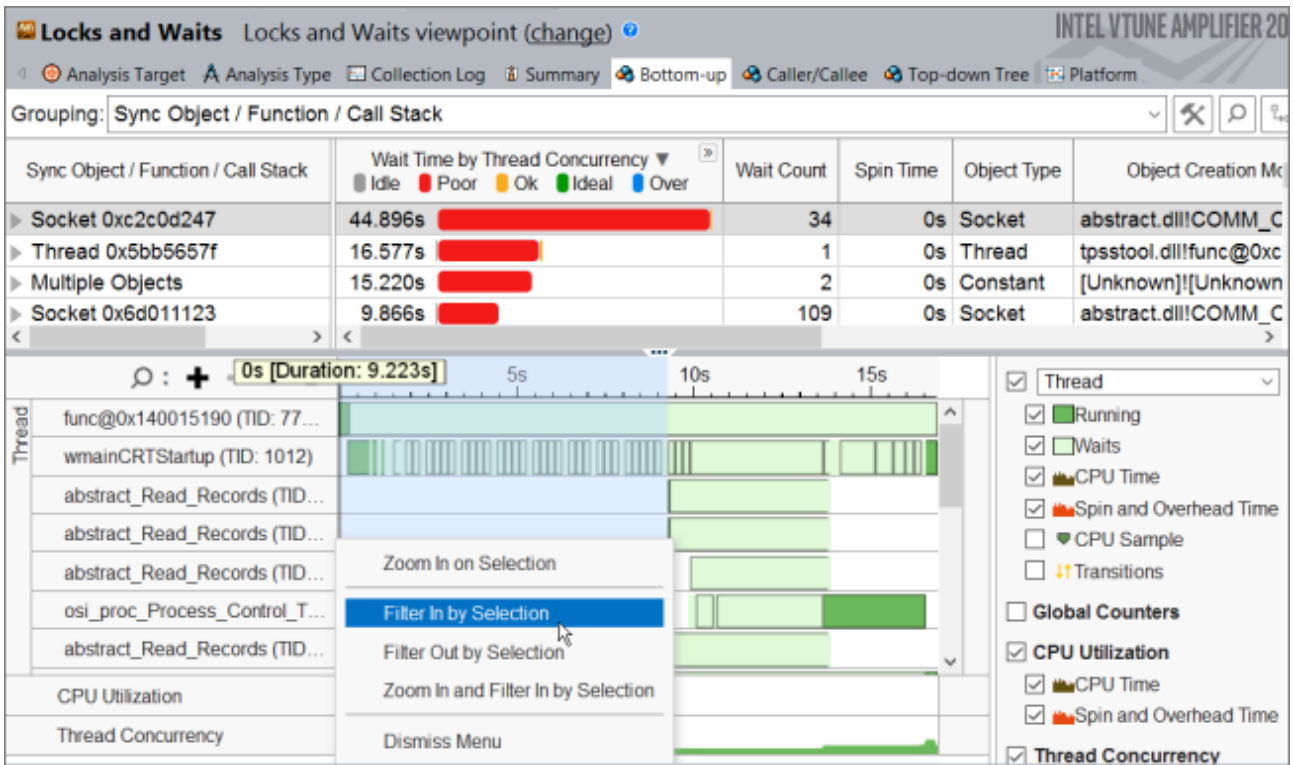 Locks and Waits Locks and Waits viewpoint (change) ?
INTEL VTUNE AMPLIFIER 20
Analysis Target Analysis Type Collection Log Summary Bottom-up Caller/Callee Top-down Tree Platform
Grouping: Sync Object / Function / Call Stack
Sync Object / Function / Call Stack Wait Time by Thread Concurrency Wait Count Spin Time Object Type Object Creation Mo
Idle Poor Ok Ideal Over
Socket 0xc2c0d247 44.896s 34 0s Socket abstract.dll!COMM_C
Thread 0x5bb5657f 16.577s 1 0s Thread tpsstool.dll!func@0xc
Multiple Objects 15.220s 2 0s Constant [Unknown]![Unknown
Socket 0x6d011123 9.866s 109 0s Socket abstract.dll!COMM_C
0s [Duration: 9.223s] 5s 10s 15s
Thread
func@0x140015190 (TID: 77...
wmainCRTStartup (TID: 1012)
abstract_Read_Records (TID...
abstract_Read_Records (TID...
abstract_Read_Records (TID...
osi_proc_Process_Control_T...
abstract_Read_Records (TID...
CPU Utilization
Thread Concurrency
Zoom In on Selection
Filter In by Selection
Filter Out by Selection
Zoom In and Filter In by Selection
Dismiss Menu
Thread
Running
Waits
CPU Time
Spin and Overhead Time
CPU Sample
Transitions
Global Counters
CPU Utilization
CPU Time
Spin and Overhead Time
Thread Concurrency